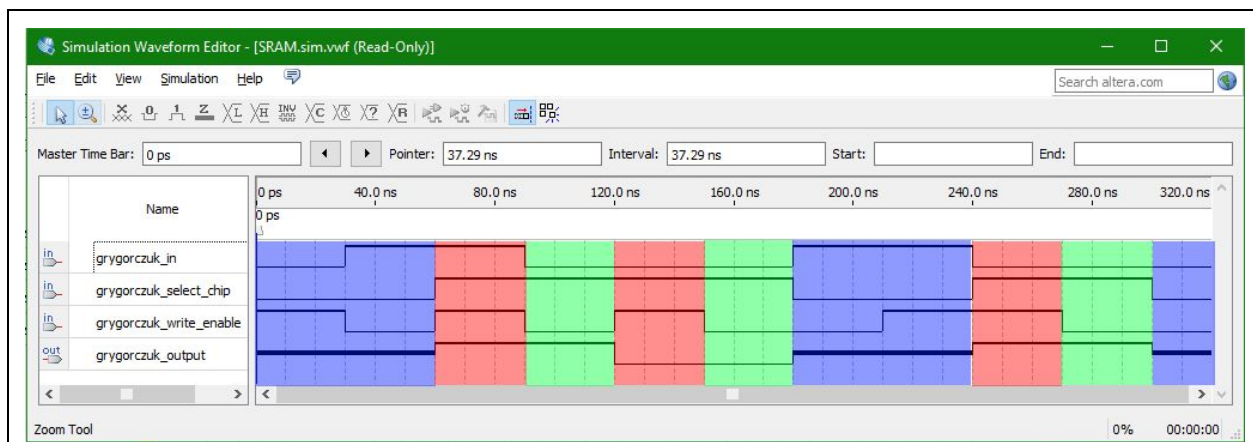 Simulation Waveform Editor - [SRAM.sim.vwf (Read-Only)]
File Edit View Simulation Help
Search altera.com
Master Time Bar: 0 ps Pointer: 37.29 ns Interval: 37.29 ns Start: End:
Name
0 ps 40.0 ns 80.0 ns 120.0 ns 160.0 ns 200.0 ns 240.0 ns 280.0 ns 320.0 ns
0 ps
in grygorczuk_in
in grygorczuk_select_chip
in grygorczuk_write_enable
out grygorczuk_output
Zoom Tool 0% 00:00:00